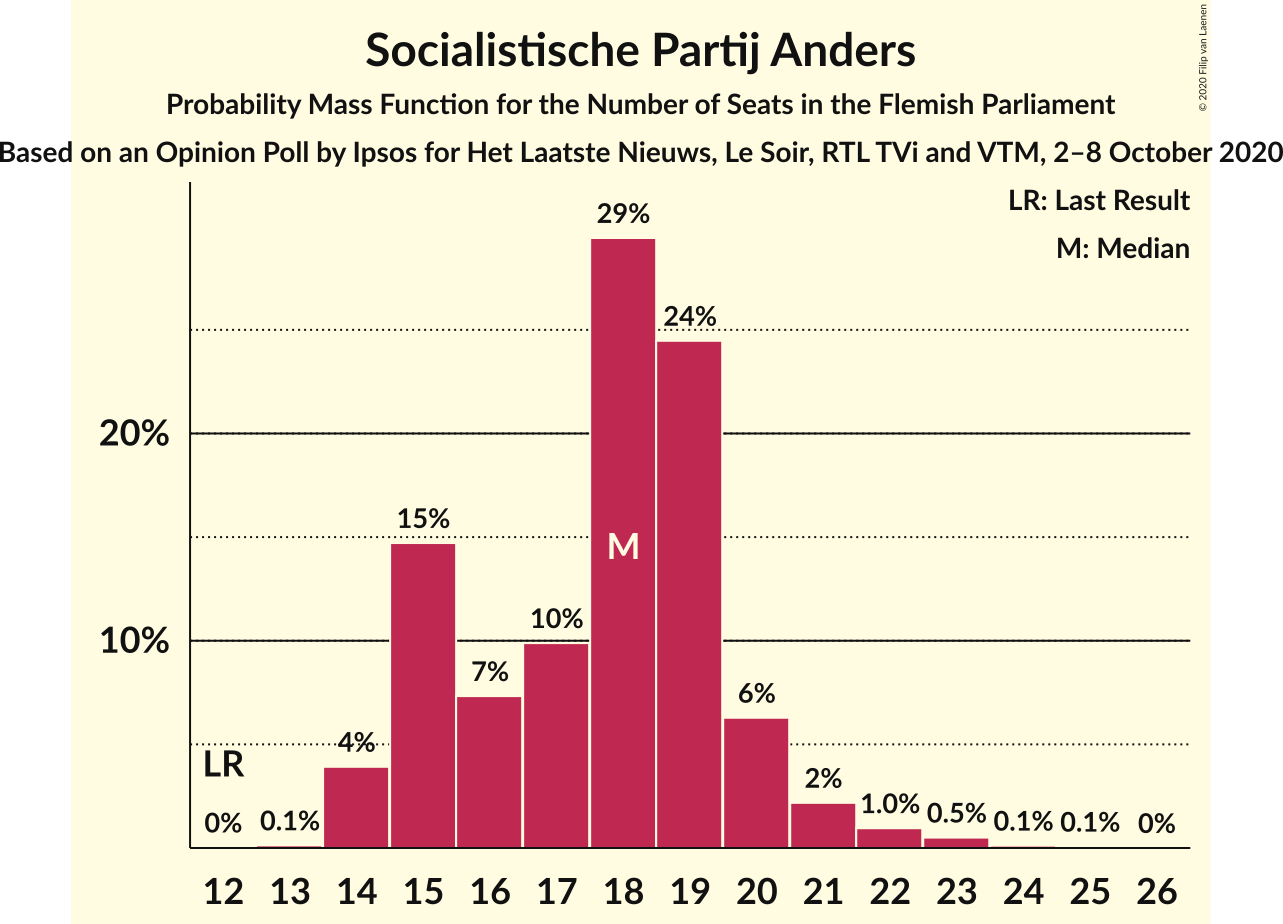 Socialistische Partij Anders
Probability Mass Function for the Number of Seats in the Flemish Parliament
Based on an Opinion Poll by Ipsos for Het Laatste Nieuws, Le Soir, RTL TVi and VTM, 2–8 October 2020
© 2020 Filip van Laenen
LR: Last Result
M: Median
29%
24%
20%
15%
M
10%
10%
7%
6%
4%
LR
2%
1.0%
0.5%
0% 0.1% 0.1% 0.1% 0%
12 13 14 15 16 17 18 19 20 21 22 23 24 25 26